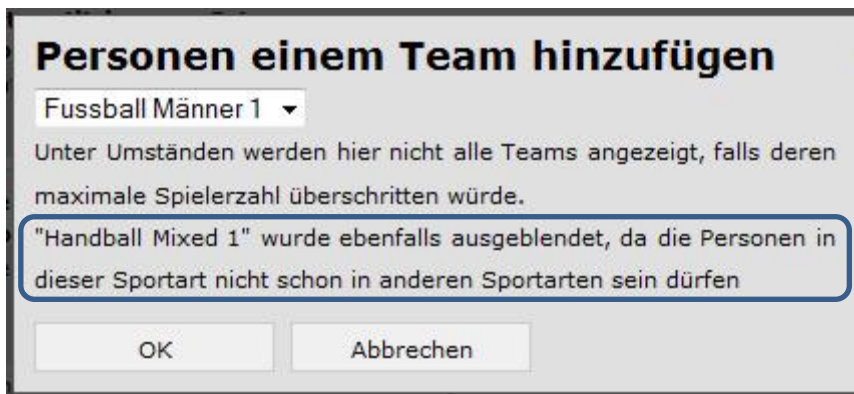 Personen einem Team hinzufügen
Fussball Männer 1
Unter Umständen werden hier nicht alle Teams angezeigt, falls deren
maximale Spielerzahl überschritten würde.
"Handball Mixed 1" wurde ebenfalls ausgeblendet, da die Personen in
dieser Sportart nicht schon in anderen Sportarten sein dürfen
OK
Abbrechen